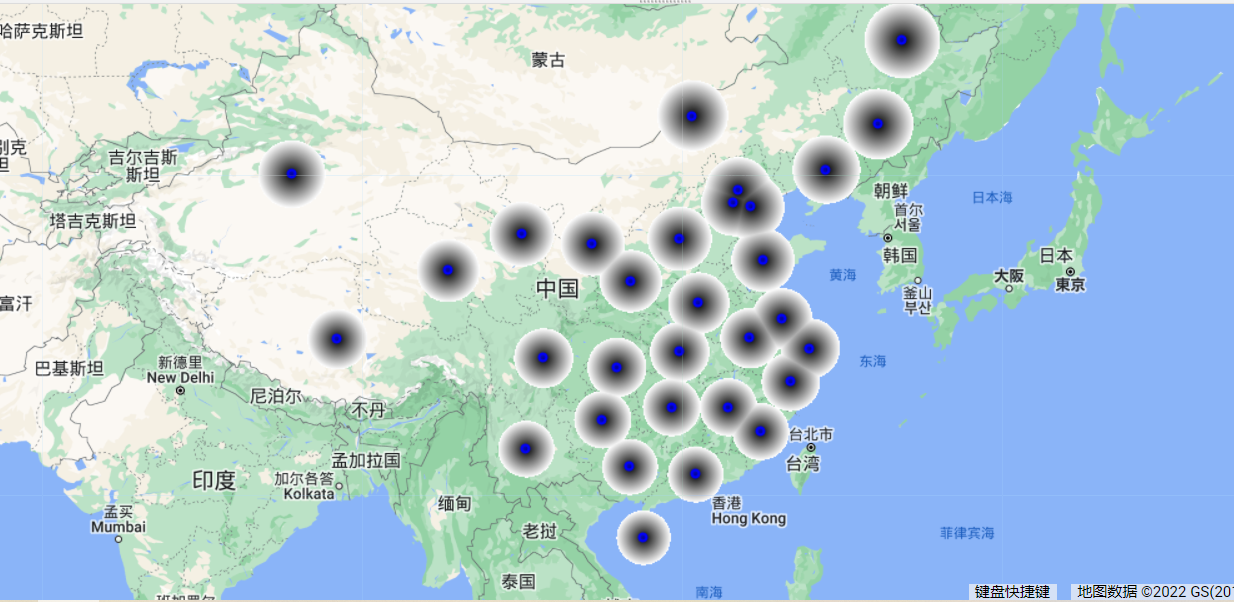 哈萨克斯坦
蒙古
别克
坦
吉尔吉斯
斯坦
塔吉克斯坦
朝鲜
首尔
서울
日本海
韩国
日本
東京
大阪
釜山
부산
黄海
中国
富汗
巴基斯坦
新德里
New Delhi
尼泊尔
不丹
东海
台北市
台湾
孟加拉国
印度
加尔各答
Kolkata
缅甸
香港
Hong Kong
孟买
Mumbai
老挝
菲律宾海
泰国
南海
班加罗尔
键盘快捷键
地图数据 ©2022 GS(201